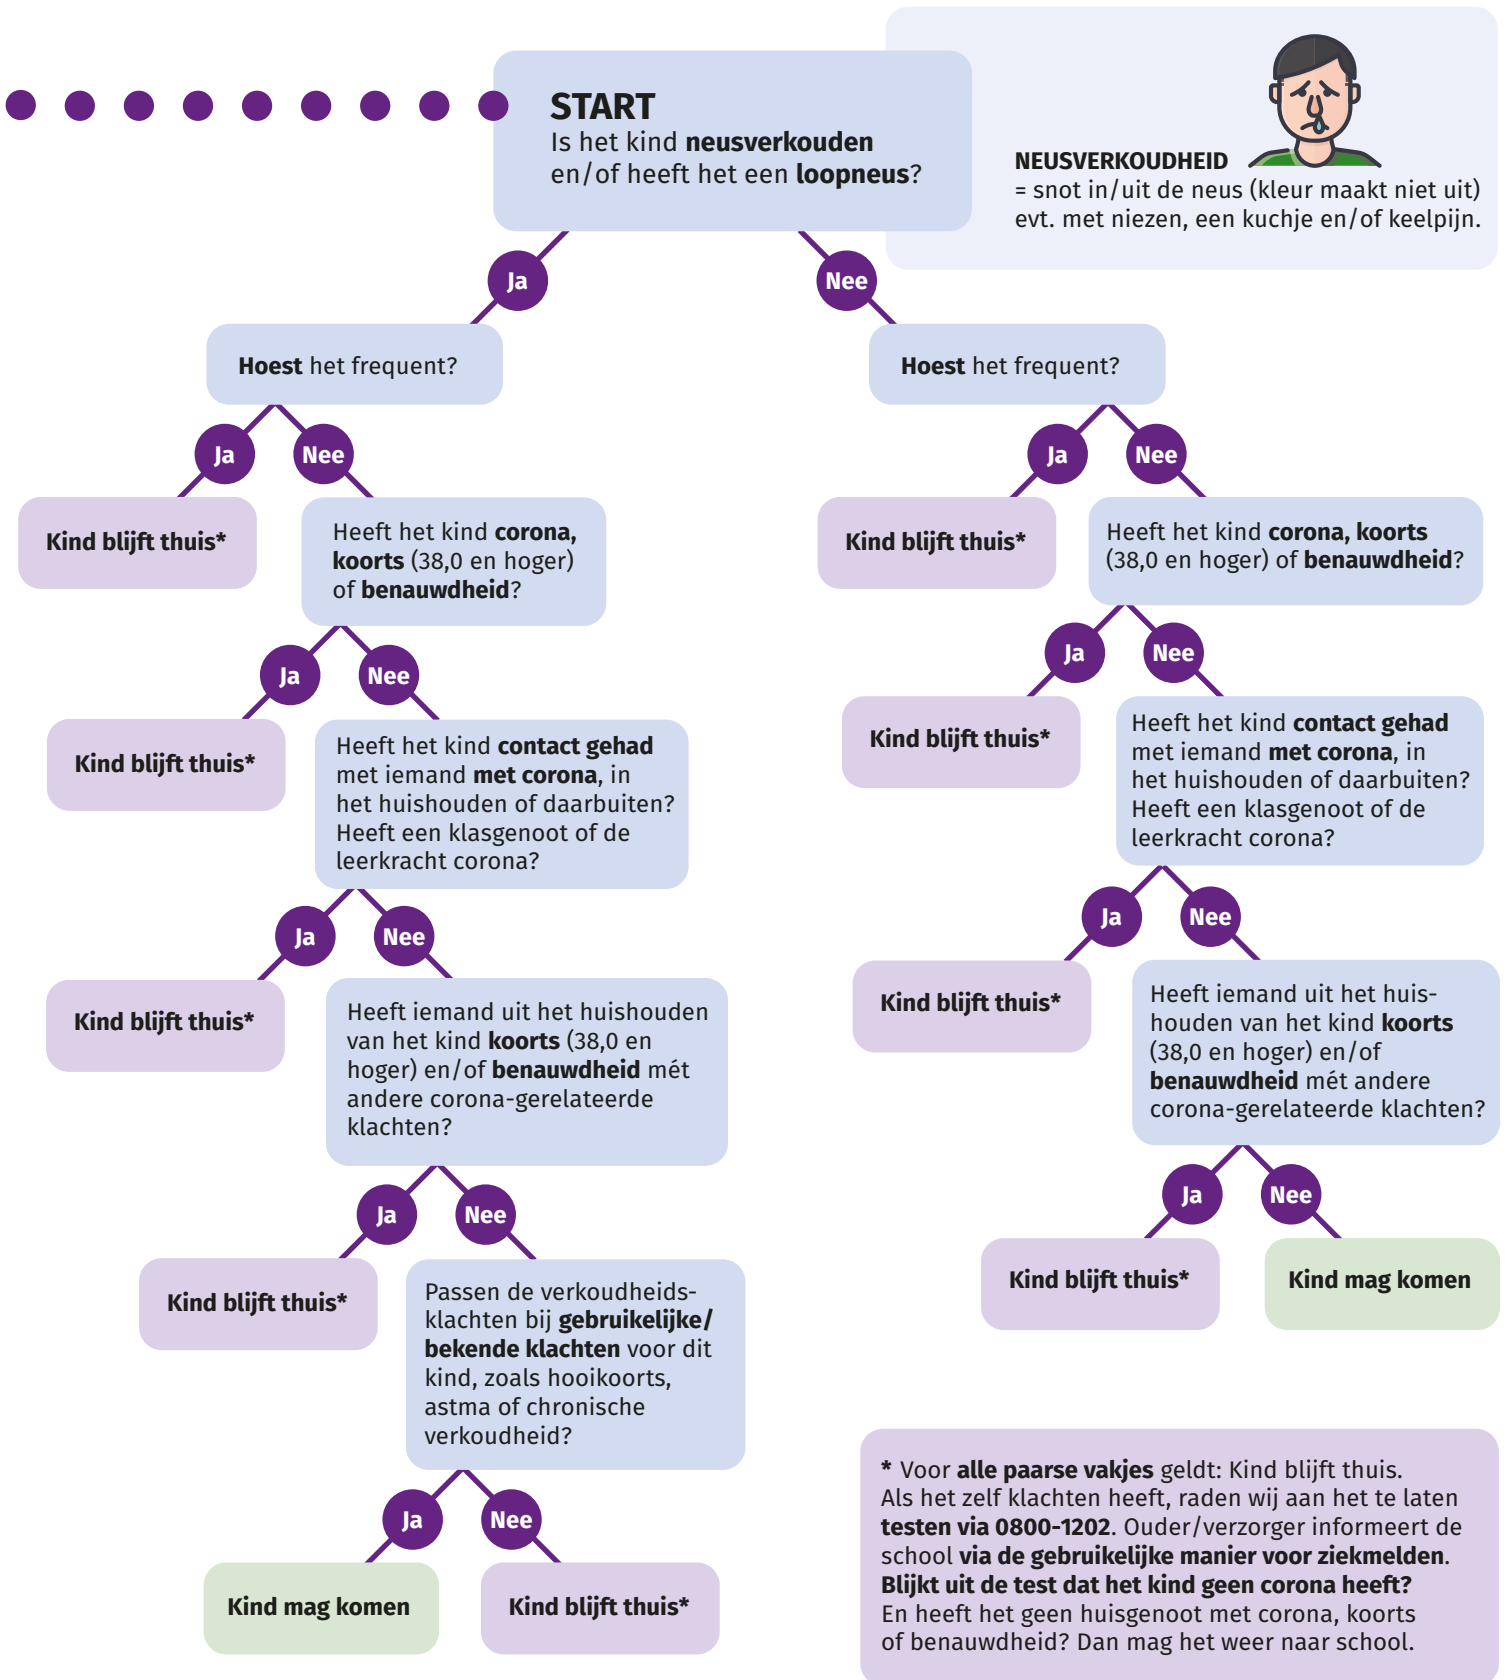 START
Is het kind neusverkouden
en/of heeft het een loopneus?
NEUSVERKOUDHEID
= snot in/uit de neus (kleur maakt niet uit)
evt. met niezen, een kuchje en/of keelpijn.
Ja
Nee
Hoest het frequent?
Ja
Nee
Kind blijft thuis*
Heeft het kind corona,
koorts (38,0 en hoger)
of benauwdheid?
Ja
Nee
Kind blijft thuis*
Heeft het kind contact gehad
met iemand met corona, in
het huishouden of daarbuiten?
Heeft een klasgenoot of de
leerkracht corona?
Ja
Nee
Kind blijft thuis*
Heeft iemand uit het huishouden
van het kind koorts (38,0 en
hoger) en/of benauwdheid mét
andere corona-gerelateerde
klachten?
Ja
Nee
Kind blijft thuis*
Passen de verkoudheids-
klachten bij gebruikelijke/
bekende klachten voor dit
kind, zoals hooikoorts,
astma of chronische
verkoudheid?
Ja
Nee
Kind mag komen
Kind blijft thuis*
Hoest het frequent?
Ja
Nee
Kind blijft thuis*
Heeft het kind corona, koorts
(38,0 en hoger) of benauwdheid?
Ja
Nee
Kind blijft thuis*
Heeft het kind contact gehad
met iemand met corona, in
het huishouden of daarbuiten?
Heeft een klasgenoot of de
leerkracht corona?
Ja
Nee
Kind blijft thuis*
Heeft iemand uit het huis-
houden van het kind koorts
(38,0 en hoger) en/of
benauwdheid mét andere
corona-gerelateerde klachten?
Ja
Nee
Kind blijft thuis*
Kind mag komen
* Voor alle paarse vakjes geldt: Kind blijft thuis.
Als het zelf klachten heeft, raden wij aan het te laten
testen via 0800-1202. Ouder/verzorger informeert de
school via de gebruikelijke manier voor ziekmelden.
Blijkt uit de test dat het kind geen corona heeft?
En heeft het geen huisgenoot met corona, koorts
of benauwdheid? Dan mag het weer naar school.